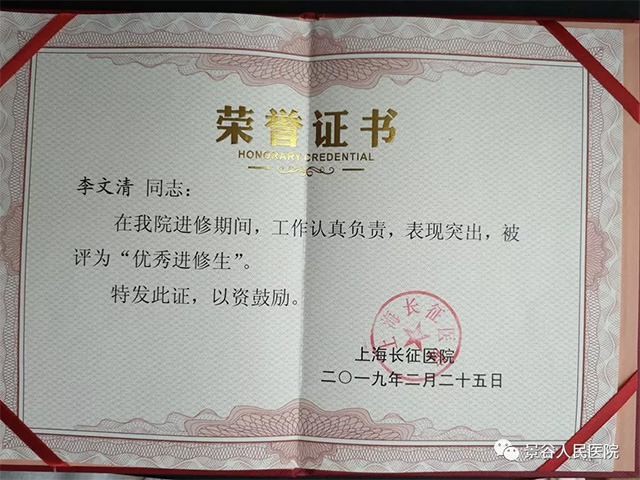 荣誉证书
HONORARY CREDENTIAL
李文清 同志：
在我院进修期间，工作认真负责，表现突出，被
评为“优秀进修生”。
特发此证，以资鼓励。
上海长征医院
上海长征医院
二〇一九年二月二十五日
景谷人民医院